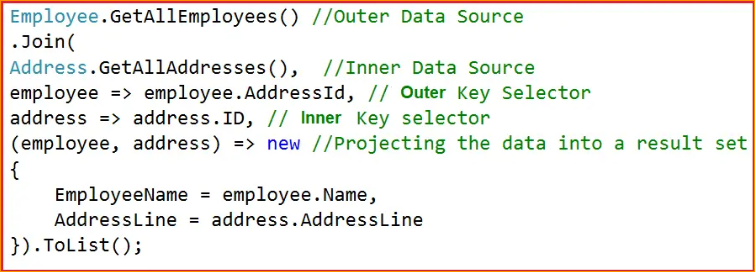 Employee.GetAllEmployees() //Outer Data Source
.Join(
Address.GetAllAddresses(),  //Inner Data Source
employee => employee.AddressId, // Outer Key Selector
address => address.ID, // Inner Key selector
(employee, address) => new //Projecting the data into a result set
{
    EmployeeName = employee.Name,
    AddressLine = address.AddressLine
}).ToList();